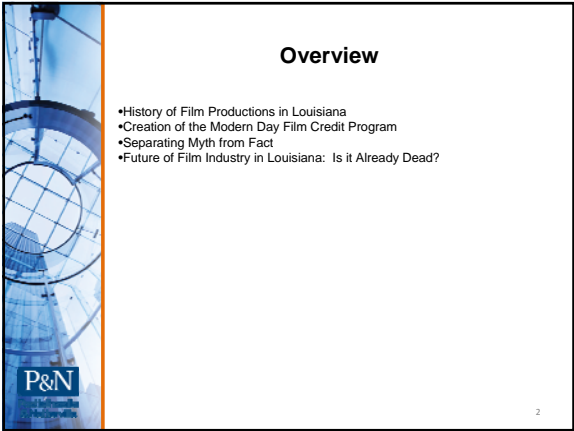 Overview
•History of Film Productions in Louisiana
•Creation of the Modern Day Film Credit Program
•Separating Myth from Fact
•Future of Film Industry in Louisiana:  Is it Already Dead?
P&N
2